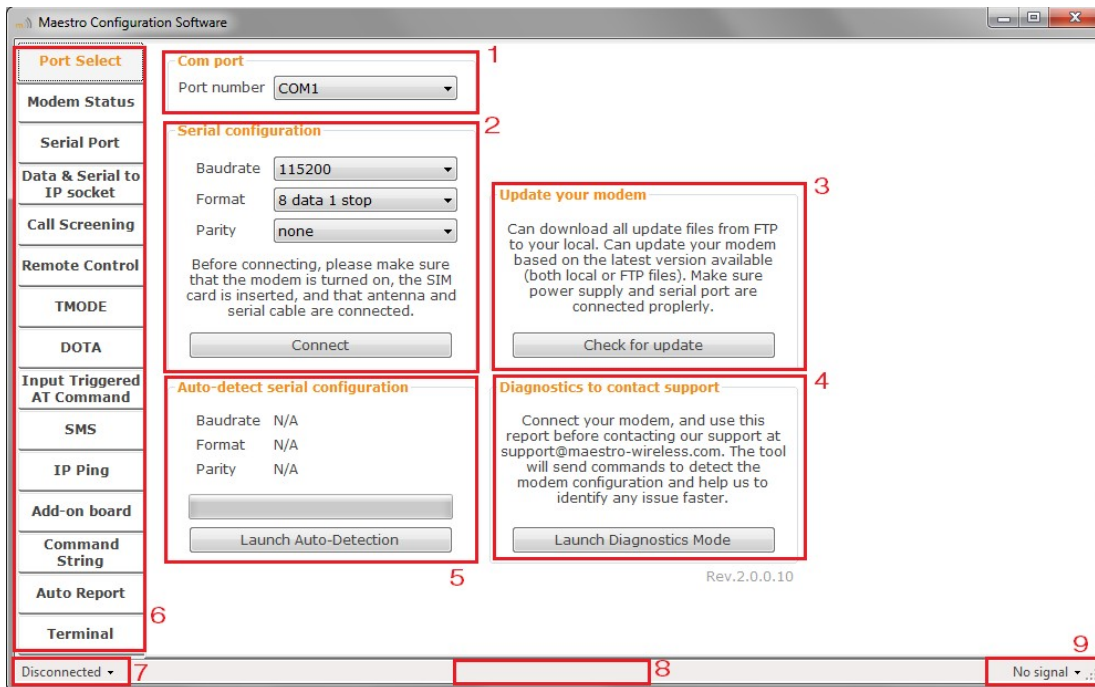 Maestro Configuration Software
Port Select
Modem Status
Serial Port
Data & Serial to
IP socket
Call Screening
Remote Control
TMODE
DOTA
Input Triggered
AT Command
SMS
IP Ping
Add-on board
Command
String
Auto Report
Terminal
6
Com port
1
Port number COM1
Serial configuration
2
Baudrate 115200
Format 8 data 1 stop
Parity none
Before connecting, please make sure
that the modem is turned on, the SIM
card is inserted, and that antenna and
serial cable are connected.
Connect
3
Update your modem
Can download all update files from FTP
to your local. Can update your modem
based on the latest version available
(both local or FTP files). Make sure
power supply and serial port are
connected proplerly.
Check for update
Auto-detect serial configuration
Baudrate N/A
Format N/A
Parity N/A
Launch Auto-Detection
5
4
Diagnostics to contact support
Connect your modem, and use this
report before contacting our support at
support@maestro-wireless.com. The tool
will send commands to detect the
modem configuration and help us to
identify any issue faster.
Launch Diagnostics Mode
Rev.2.0.0.10
Disconnected
7
8
9
No signal